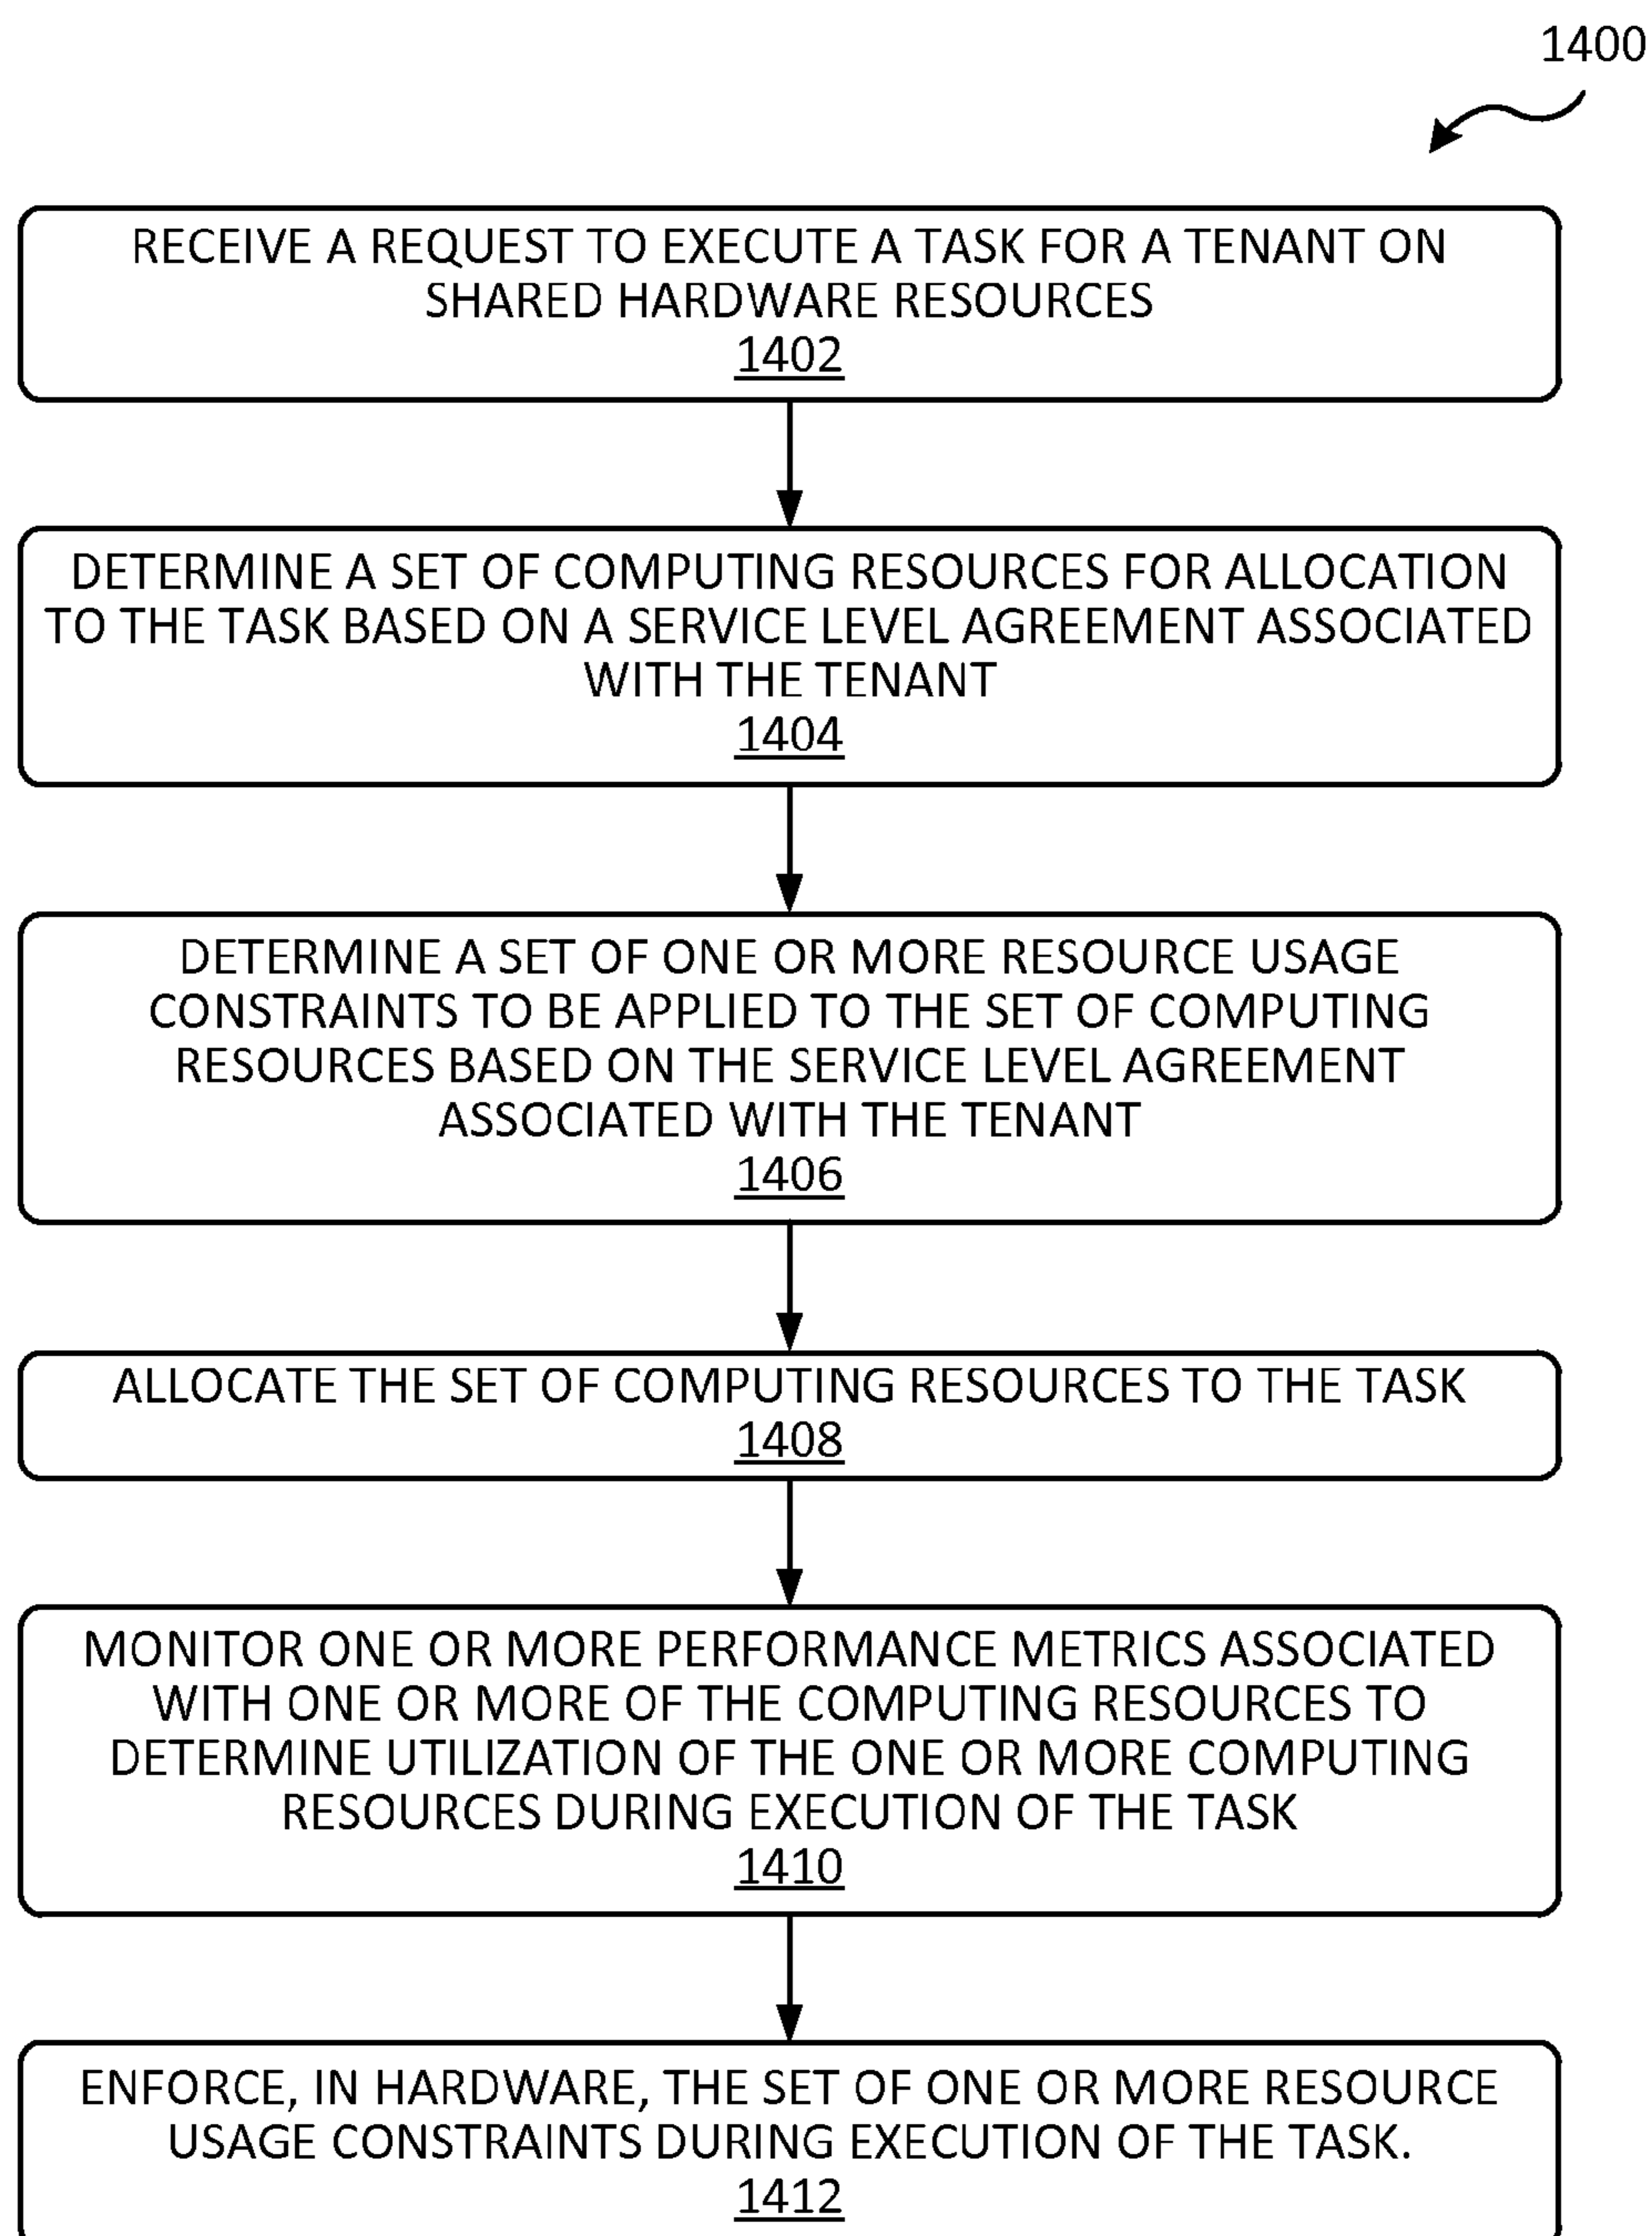 1400
RECEIVE A REQUEST TO EXECUTE A TASK FOR A TENANT ON
SHARED HARDWARE RESOURCES
1402
DETERMINE A SET OF COMPUTING RESOURCES FOR ALLOCATION
TO THE TASK BASED ON A SERVICE LEVEL AGREEMENT ASSOCIATED
WITH THE TENANT
1404
DETERMINE A SET OF ONE OR MORE RESOURCE USAGE
CONSTRAINTS TO BE APPLIED TO THE SET OF COMPUTING
RESOURCES BASED ON THE SERVICE LEVEL AGREEMENT
ASSOCIATED WITH THE TENANT
1406
ALLOCATE THE SET OF COMPUTING RESOURCES TO THE TASK
1408
MONITOR ONE OR MORE PERFORMANCE METRICS ASSOCIATED
WITH ONE OR MORE OF THE COMPUTING RESOURCES TO
DETERMINE UTILIZATION OF THE ONE OR MORE COMPUTING
RESOURCES DURING EXECUTION OF THE TASK
1410
ENFORCE, IN HARDWARE, THE SET OF ONE OR MORE RESOURCE
USAGE CONSTRAINTS DURING EXECUTION OF THE TASK.
1412